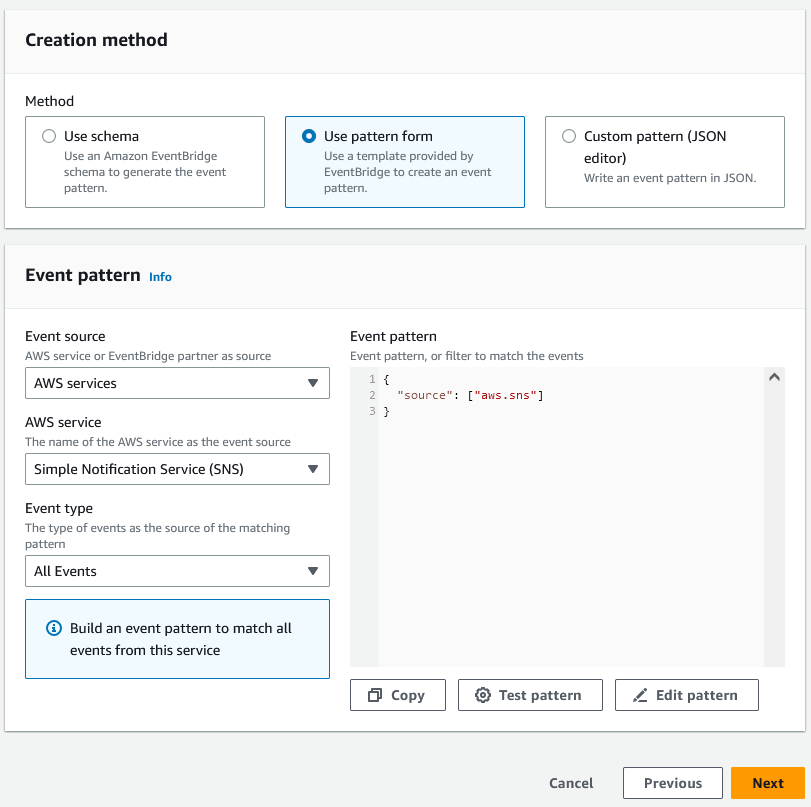 Creation method
Method
Use schema
Use an Amazon EventBridge
schema to generate the event
pattern.
Use pattern form
Use a template provided by
EventBridge to create an event
pattern.
Custom pattern (JSON
editor)
Write an event pattern in JSON.
Event pattern Info
Event source
AWS service or EventBridge partner as source
AWS services
AWS service
The name of the AWS service as the event source
Simple Notification Service (SNS)
Event type
The type of events as the source of the matching
pattern
All Events
Build an event pattern to match all
events from this service
Event pattern
Event pattern, or filter to match the events
1 {
2 "source": ["aws.sns"]
3 }
Copy
Test pattern
Edit pattern
Cancel
Previous
Next